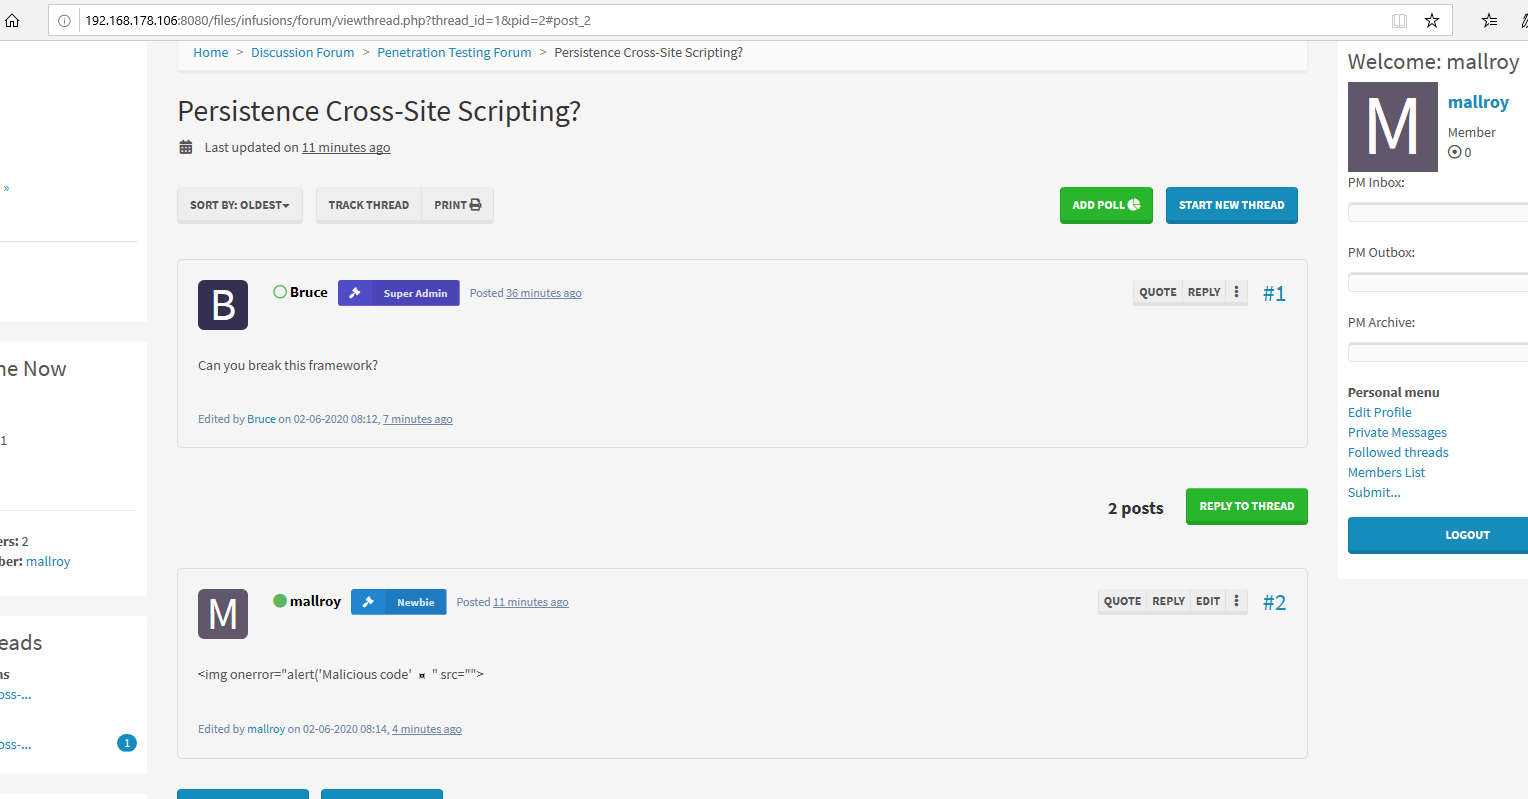 192.168.178.106:8080/files/infusions/forum/viewthread.php?thread_id=1&pid=2#post_2
Home > Discussion Forum > Penetration Testing Forum > Persistence Cross-Site Scripting?
Persistence Cross-Site Scripting?
Last updated on 11 minutes ago
SORT BY: OLDEST
TRACK THREAD
PRINT
ADD POLL
START NEW THREAD
B
Bruce
Super Admin
Posted 36 minutes ago
QUOTE REPLY
#1
Can you break this framework?
Edited by Bruce on 02-06-2020 08:12, 7 minutes ago
2 posts
REPLY TO THREAD
M
mallroy
Newbie
Posted 11 minutes ago
QUOTE REPLY EDIT
#2
<img onerror="alert('Malicious code' " src="">
Edited by mallroy on 02-06-2020 08:14, 4 minutes ago
»
ne Now
1
ers: 2
ber: mallroy
eads
ns
oss-...
oss-...
1
Welcome: mallroy
M
mallroy
Member
0
PM Inbox:
PM Outbox:
PM Archive:
Personal menu
Edit Profile
Private Messages
Followed threads
Members List
Submit...
LOGOUT